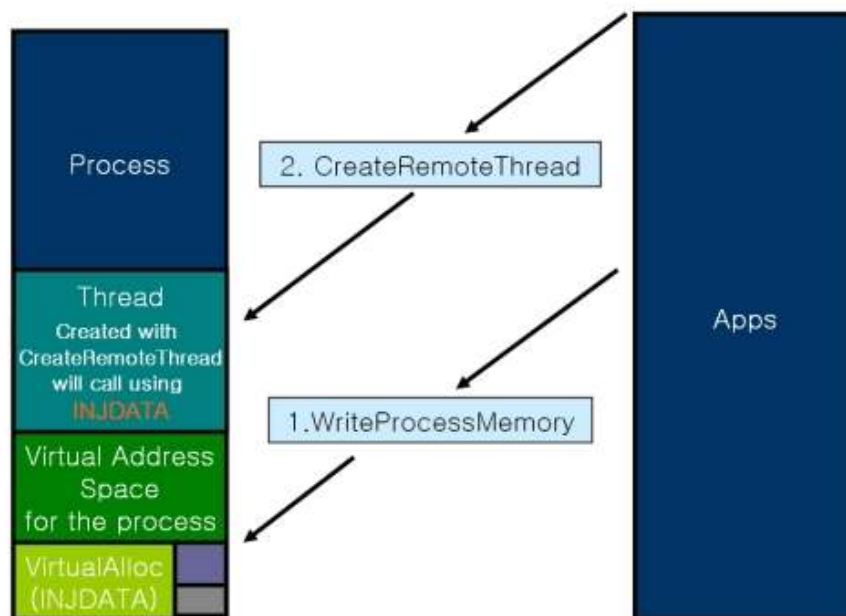 Process
2. CreateRemoteThread
Thread
Created with
CreateRemoteThread
will call using
INJDATA
Apps
1.WriteProcessMemory
Virtual Address
Space
for the process
VirtualAlloc
(INJDATA)